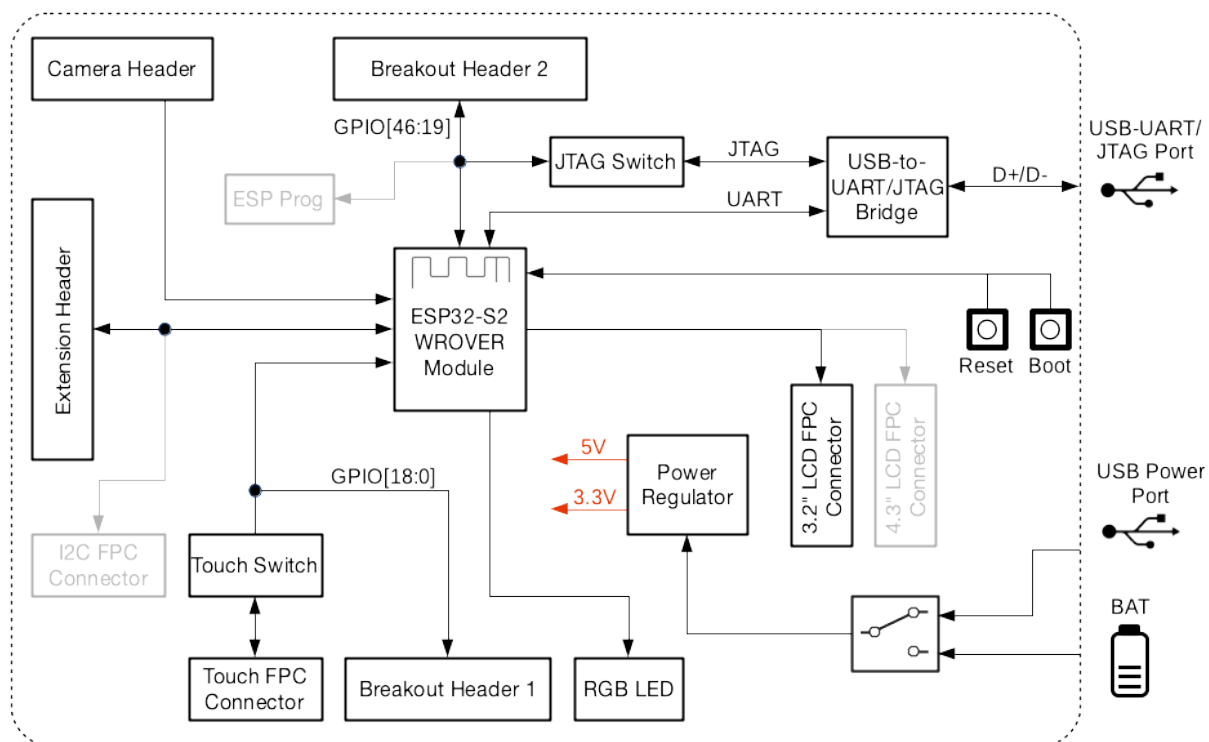 Camera Header
Breakout Header 2
GPIO[46:19]
USB-UART/
JTAG Port
JTAG Switch
JTAG
USB-to-
UART/JTAG
Bridge
D+/D-
ESP Prog
UART
Extension Header
ESP32-S2
WROVER
Module
Reset
Boot
3.2" LCD FPC
Connector
4.3" LCD FPC
Connector
5V
3.3V
Power
Regulator
GPIO[18:0]
USB Power
Port
I2C FPC
Connector
Touch Switch
BAT
Touch FPC
Connector
Breakout Header 1
RGB LED